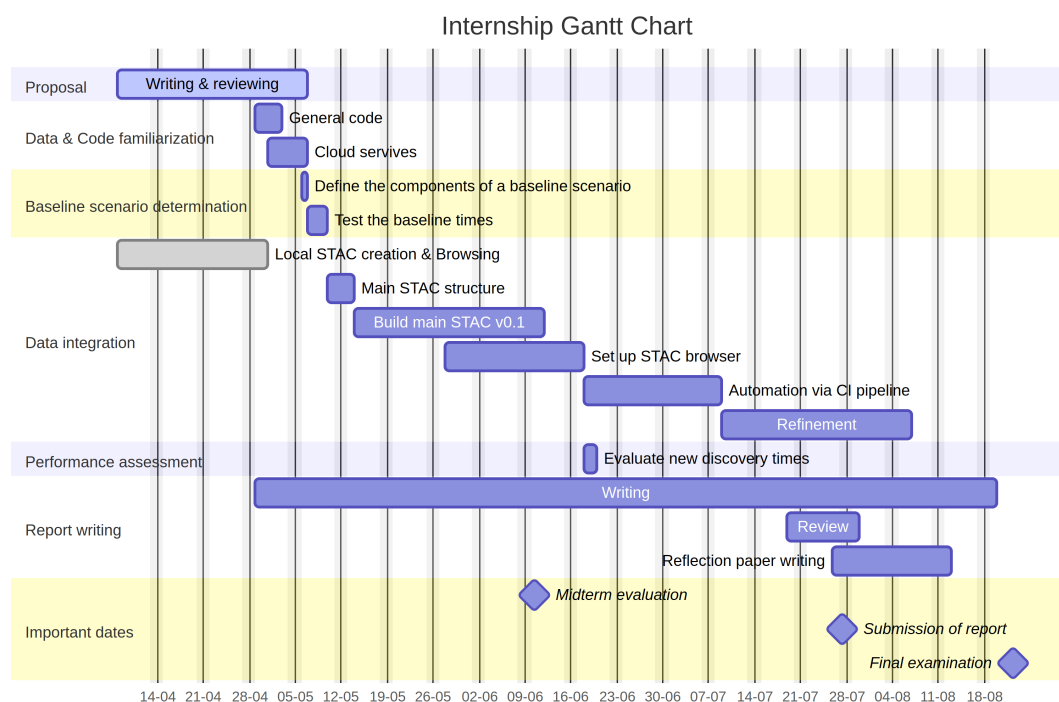 Internship Gantt Chart
Proposal
Writing & reviewing
Data & Code familiarization
General code
Cloud servives
Baseline scenario determination
Define the components of a baseline scenario
Test the baseline times
Data integration
Local STAC creation & Browsing
Main STAC structure
Build main STAC v0.1
Set up STAC browser
Automation via CI pipeline
Refinement
Performance assessment
Evaluate new discovery times
Report writing
Writing
Review
Reflection paper writing
Important dates
Midterm evaluation
Submission of report
Final examination
14-04 21-04 28-04 05-05 12-05 19-05 26-05 02-06 09-06 16-06 23-06 30-06 07-07 14-07 21-07 28-07 04-08 11-08 18-08